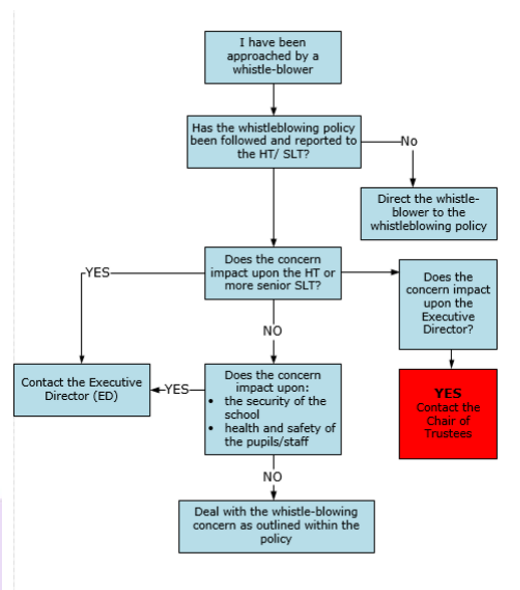 I have been
approached by a
whistle-blower
Has the whistleblowing policy
been followed and reported to
the HT/ SLT?
No
Direct the whistle-
blower to the
whistleblowing policy
Does the concern
impact upon the HT or
more senior SLT?
YES
Does the
concern impact
upon the
Executive
Director?
NO
Contact the Executive
Director (ED)
YES
Does the concern
impact upon:
• the security of the
school
• health and safety of
the pupils/staff
YES
Contact the
Chair of
Trustees
NO
Deal with the whistle-blowing
concern as outlined within the
policy